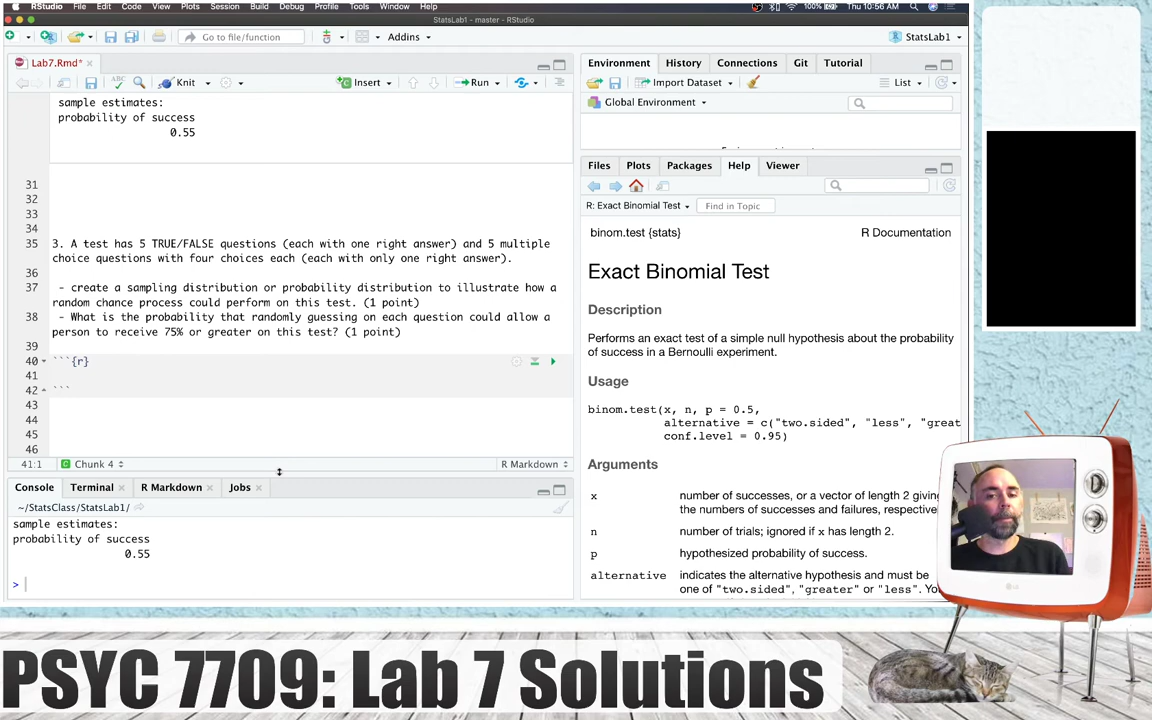 RStudio File Edit Code View Plots Session Build Debug Profile Tools Window Help 100% Thu 10:56 AM
StatsLab1 - master - RStudio
Go to file/function Addins StatsLab1
Lab7.Rmd*
Knit Insert Run
sample estimates:
probability of success
0.55
31
32
33
34
35 3. A test has 5 TRUE/FALSE questions (each with one right answer) and 5 multiple
choice questions with four choices each (each with only one right answer).
36
37 - create a sampling distribution or probability distribution to illustrate how a
random chance process could perform on this test. (1 point)
38 - What is the probability that randomly guessing on each question could allow a
person to receive 75% or greater on this test? (1 point)
39
40 ```{r}
41
42 ```
43
44
45
46
41:1 Chunk 4 R Markdown
Console Terminal R Markdown Jobs
~/StatsClass/StatsLab1/
sample estimates:
probability of success
0.55
>
Environment History Connections Git Tutorial
Import Dataset List
Global Environment
Files Plots Packages Help Viewer
R: Exact Binomial Test Find in Topic
binom.test {stats} R Documentation
Exact Binomial Test
Description
Performs an exact test of a simple null hypothesis about the probability
of success in a Bernoulli experiment.
Usage
binom.test(x, n, p = 0.5,
alternative = c("two.sided", "less", "great
conf.level = 0.95)
Arguments
x number of successes, or a vector of length 2 giving
the numbers of successes and failures, respective
n number of trials; ignored if x has length 2.
p hypothesized probability of success.
alternative indicates the alternative hypothesis and must be
one of "two.sided", "greater" or "less". Yo
LG
PSYC 7709: Lab 7 Solutions